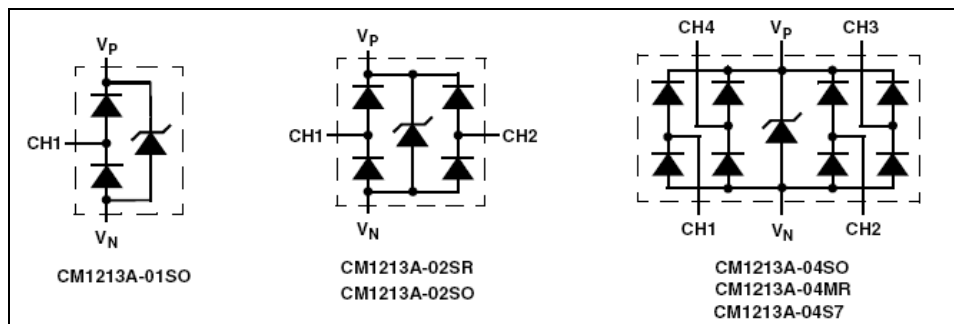 VP
CH1
VN
CM1213A-01SO
VP
CH1
CH2
VN
CM1213A-02SR
CM1213A-02SO
CH4
VP
CH3
CH1
VN
CH2
CM1213A-04SO
CM1213A-04MR
CM1213A-04S7